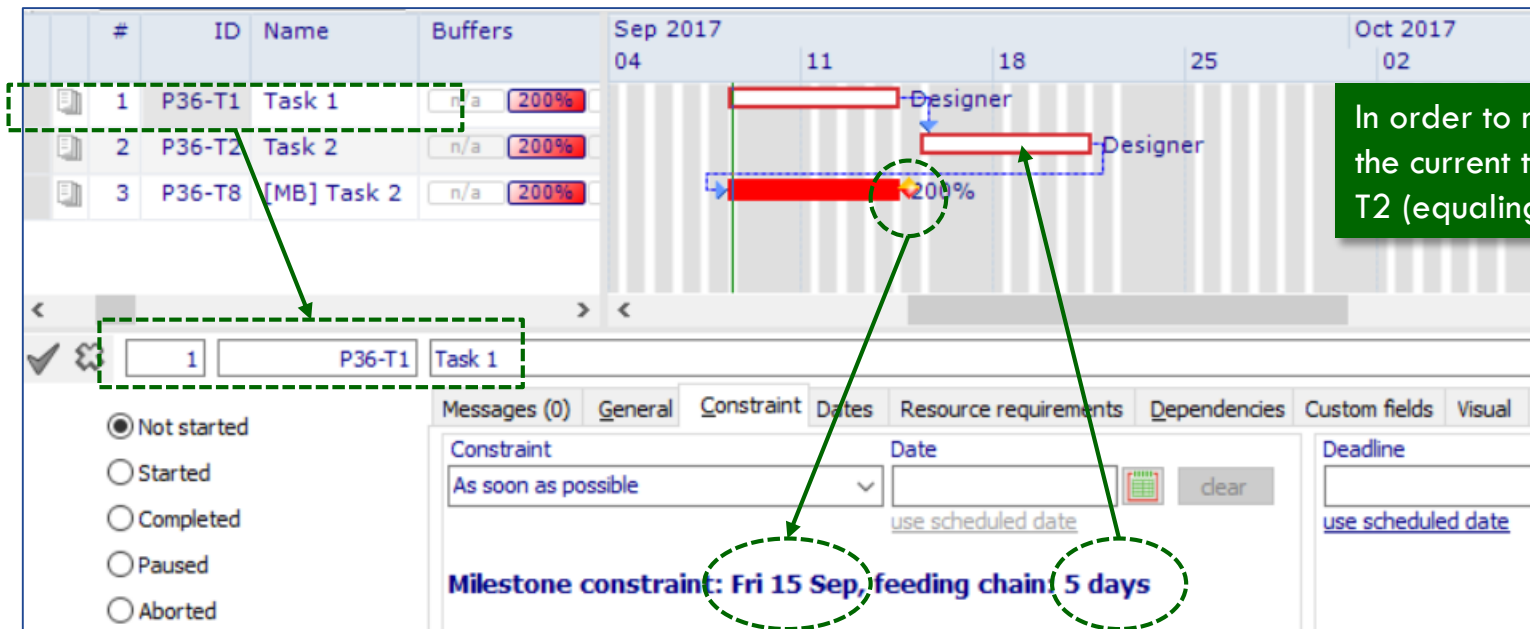 # ID Name Buffers Sep 2017 Oct 2017
04 11 18 25 02
1 P36-T1 Task 1 n/a 200% Designer
2 P36-T2 Task 2 n/a 200% Designer
3 P36-T8 [MB] Task 2 n/a 200% 200%
In order to
the current
T2 (equaling
1 P36-T1 Task 1
Messages (0) General Constraint Dates Resource requirements Dependencies Custom fields Visual
Not started
Started
Completed
Paused
Aborted
Constraint Date Deadline
As soon as possible clear
use scheduled date use scheduled date
Milestone constraint: Fri 15 Sep, feeding chain: 5 days